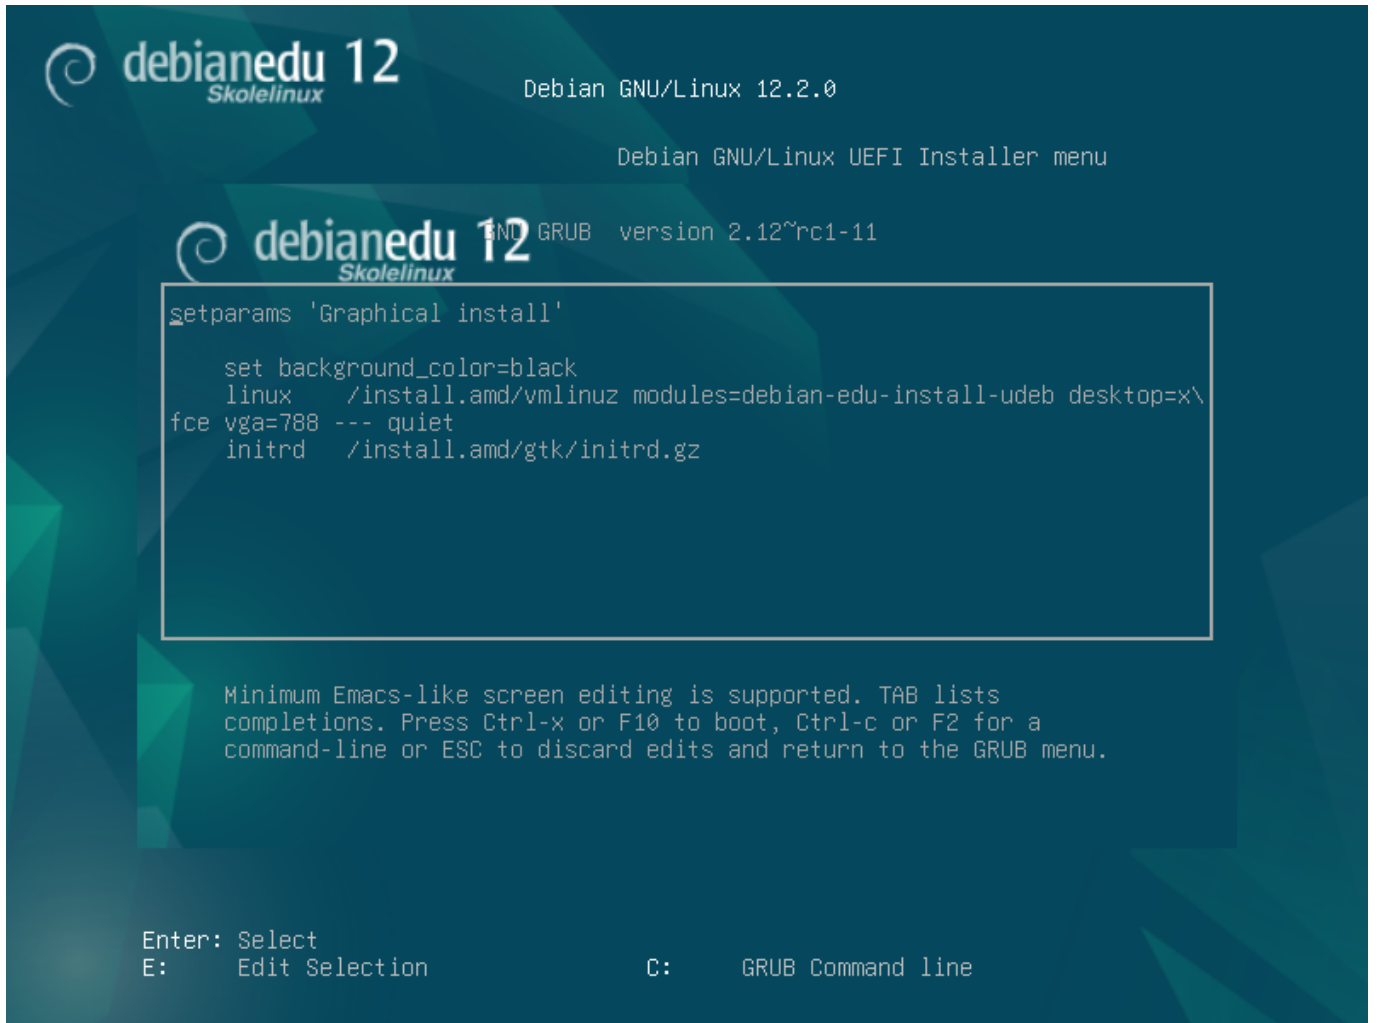 debianedu 12
Skolelinux
Debian GNU/Linux 12.2.0
Debian GNU/Linux UEFI Installer menu
debianedu 12
GNU GRUB  version 2.12~rc1-11
Skolelinux
setparams 'Graphical install'
set background_color=black
linux    /install.amd/vmlinuz modules=debian-edu-install-udeb desktop=x\
fce vga=788 --- quiet
initrd   /install.amd/gtk/initrd.gz
Minimum Emacs-like screen editing is supported. TAB lists
completions. Press Ctrl-x or F10 to boot, Ctrl-c or F2 for a
command-line or ESC to discard edits and return to the GRUB menu.
Enter: Select
E:     Edit Selection     C:     GRUB Command line